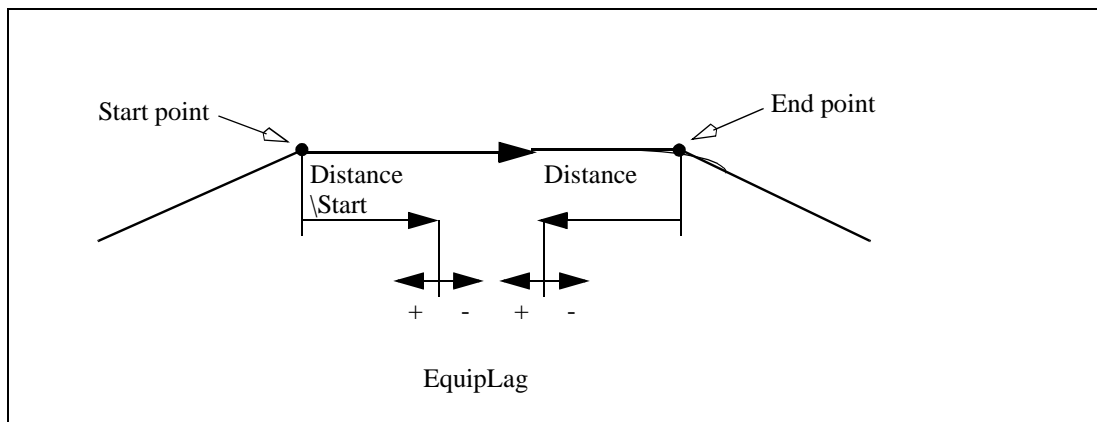 Start point
End point
Distance
\Start
Distance
+ - + -
EquipLag